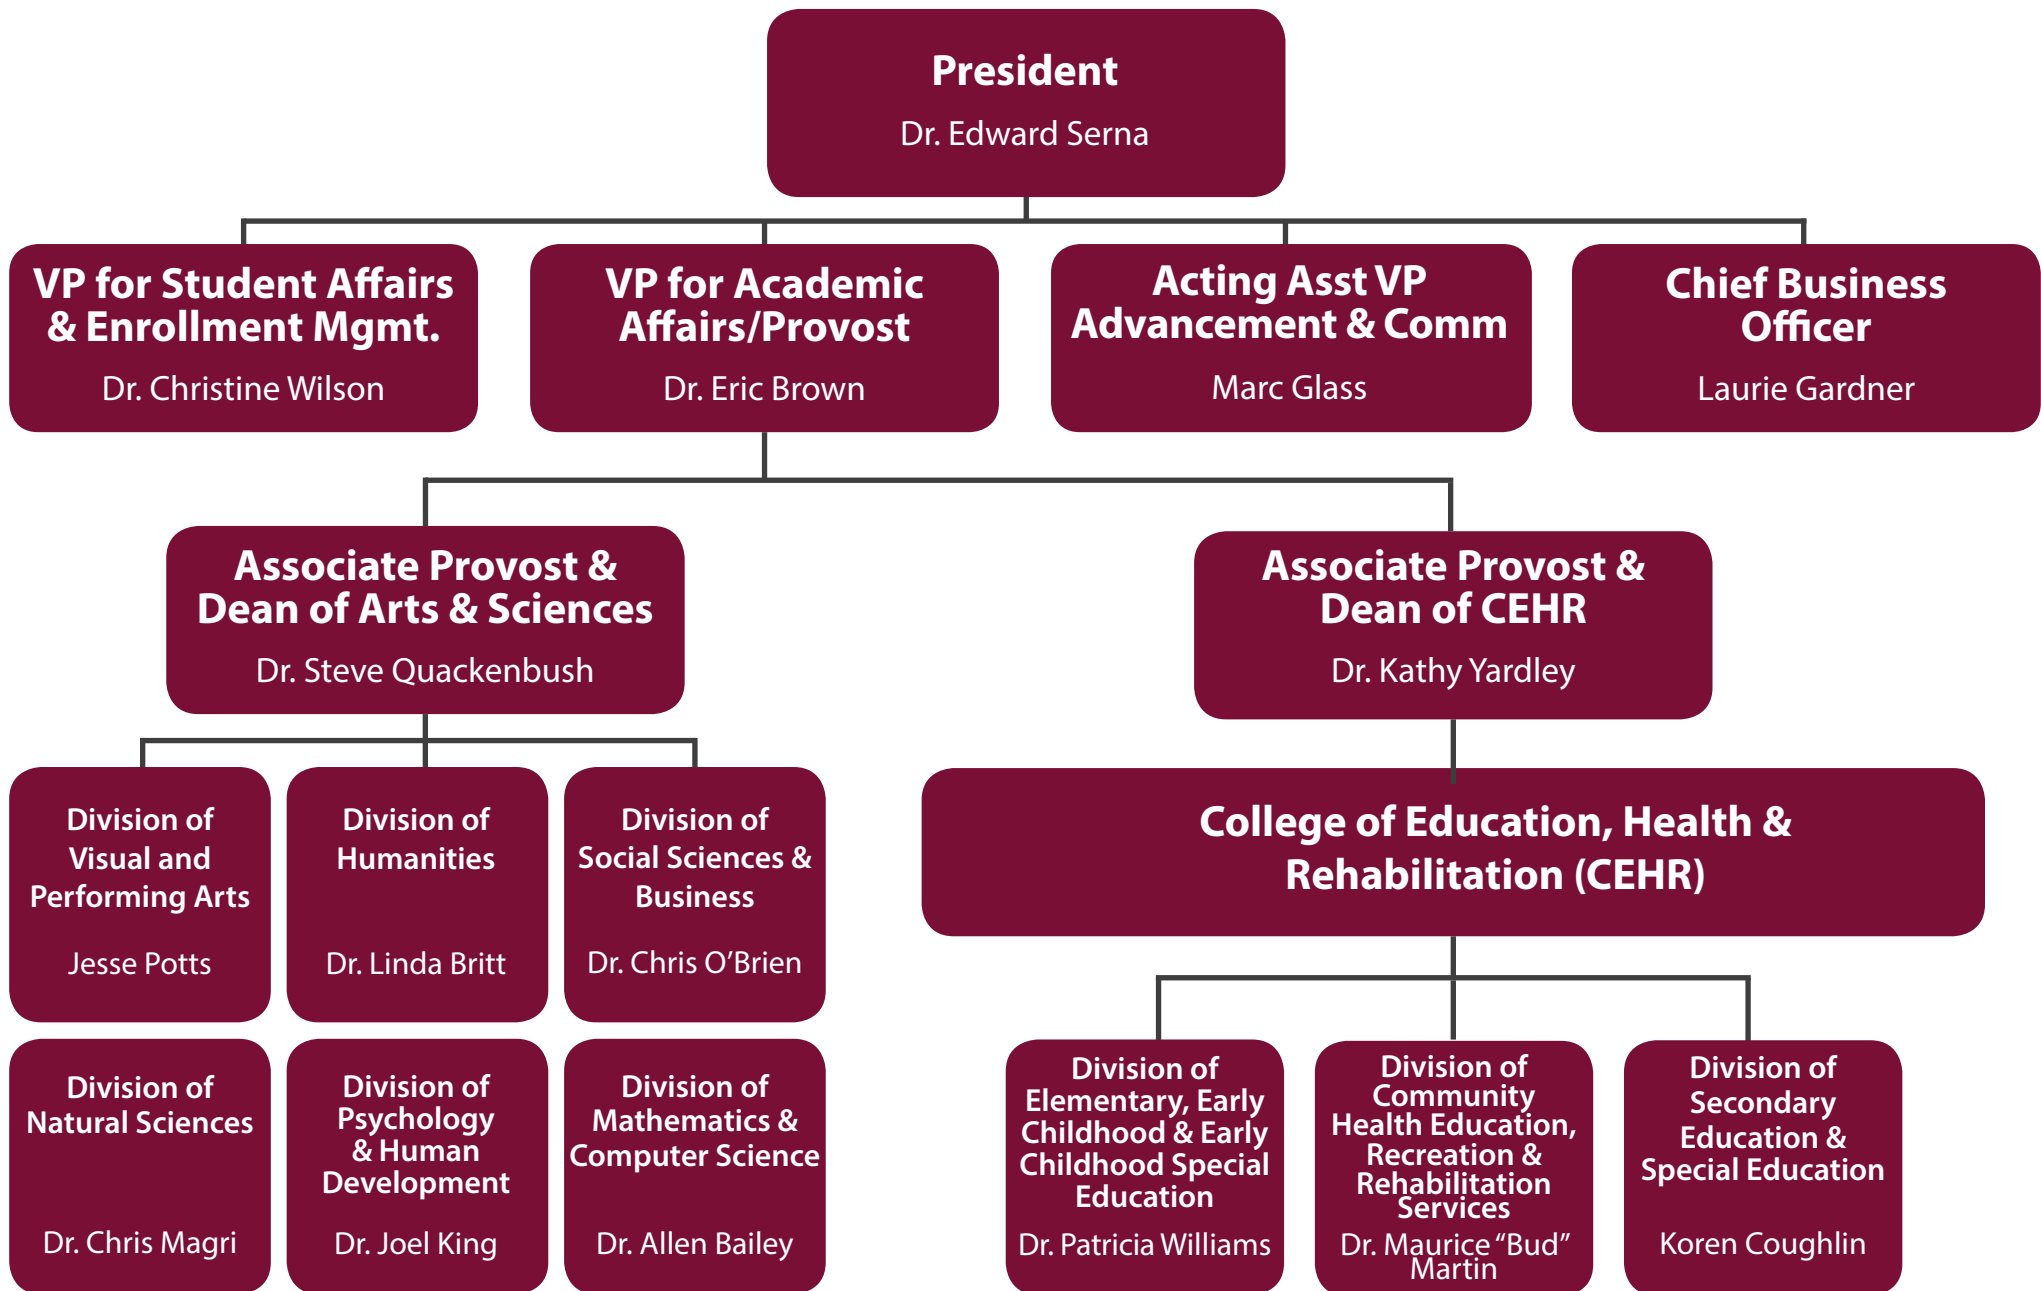 President
Dr. Edward Serna
VP for Student Affairs
& Enrollment Mgmt.
Dr. Christine Wilson
VP for Academic
Affairs/Provost
Dr. Eric Brown
Acting Asst VP
Advancement & Comm
Marc Glass
Chief Business
Officer
Laurie Gardner
Associate Provost &
Dean of Arts & Sciences
Dr. Steve Quackenbush
Associate Provost &
Dean of CEHR
Dr. Kathy Yardley
Division of
Visual and
Performing Arts
Jesse Potts
Division of
Humanities
Dr. Linda Britt
Division of
Social Sciences &
Business
Dr. Chris O’Brien
College of Education, Health &
Rehabilitation (CEHR)
Division of
Natural Sciences
Dr. Chris Magri
Division of
Psychology
& Human
Development
Dr. Joel King
Division of
Mathematics &
Computer Science
Dr. Allen Bailey
Division of
Elementary, Early
Childhood & Early
Childhood Special
Education
Dr. Patricia Williams
Division of
Community
Health Education,
Recreation &
Rehabilitation
Services
Dr. Maurice “Bud”
Martin
Division of
Secondary
Education &
Special Education
Koren Coughlin